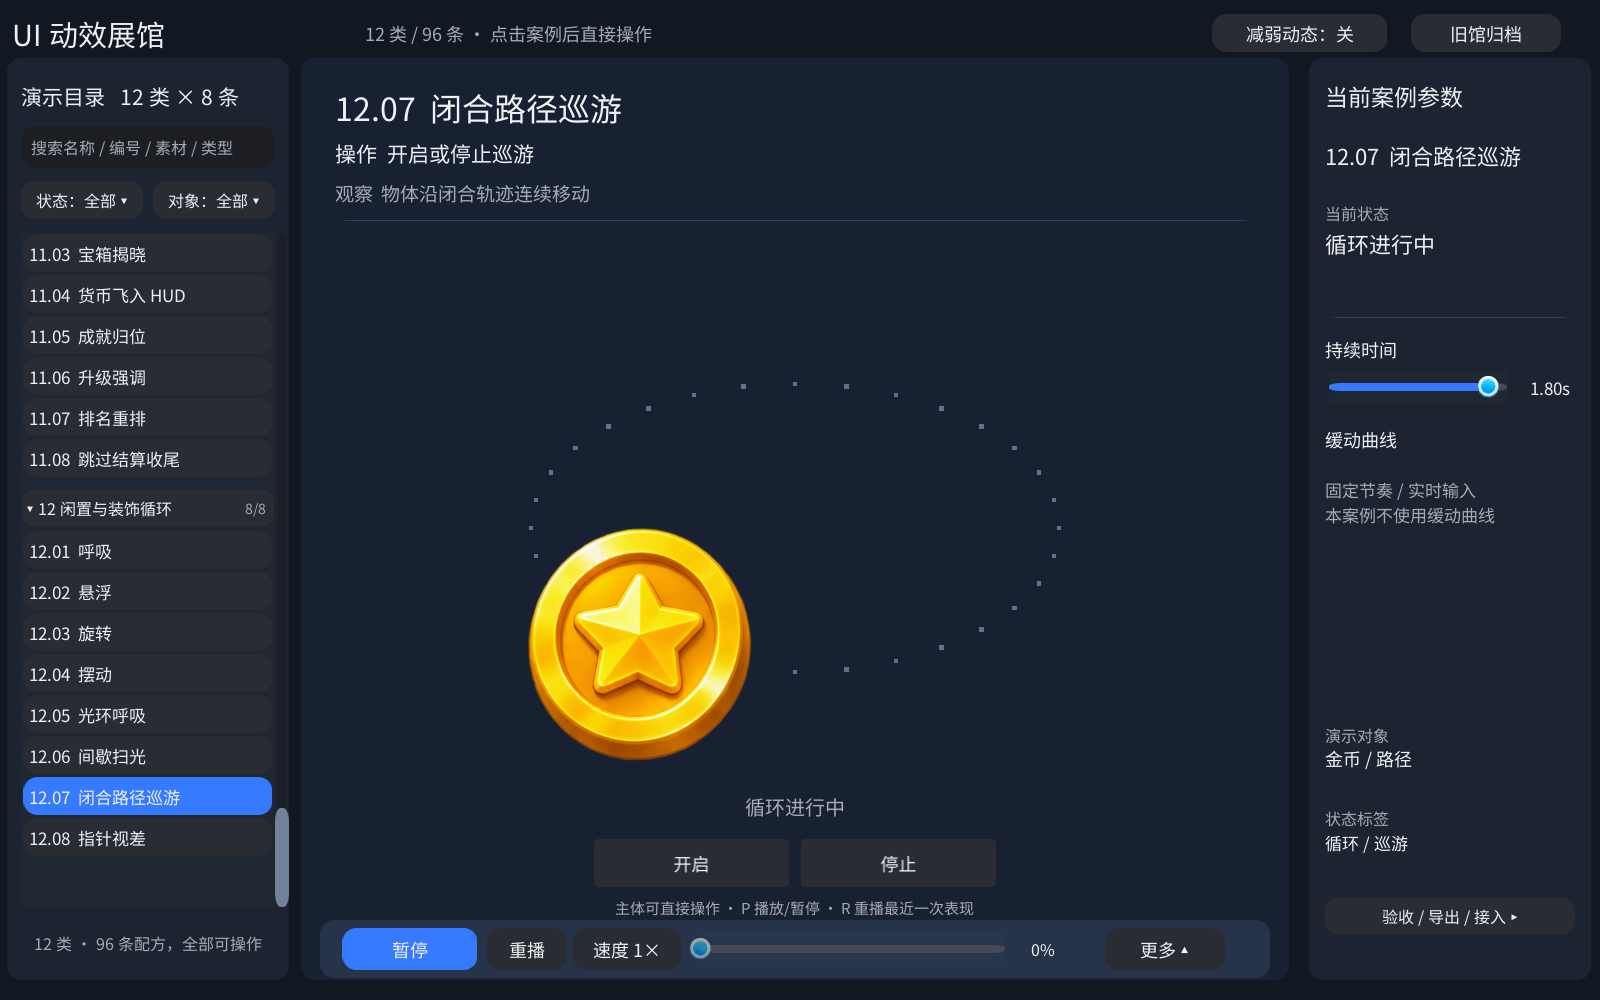 UI 动效展馆
12 类 / 96 条 · 点击案例后直接操作
减弱动态：关
旧馆归档
演示目录 12 类 × 8 条
搜索名称 / 编号 / 素材 / 类型
状态：全部 ▾
对象：全部 ▾
11.03 宝箱揭晓
11.04 货币飞入 HUD
11.05 成就归位
11.06 升级强调
11.07 排名重排
11.08 跳过结算收尾
▾ 12 闲置与装饰循环 8/8
12.01 呼吸
12.02 悬浮
12.03 旋转
12.04 摆动
12.05 光环呼吸
12.06 间歇扫光
12.07 闭合路径巡游
12.08 指针视差
12 类 · 96 条配方，全部可操作
12.07 闭合路径巡游
操作 开启或停止巡游
观察 物体沿闭合轨迹连续移动
循环进行中
开启
停止
主体可直接操作 · P 播放/暂停 · R 重播最近一次表现
暂停
重播
速度 1×
0%
更多 ▴
当前案例参数
12.07 闭合路径巡游
当前状态
循环进行中
持续时间
1.80s
缓动曲线
固定节奏 / 实时输入
本案例不使用缓动曲线
演示对象
金币 / 路径
状态标签
循环 / 巡游
验收 / 导出 / 接入 ▸